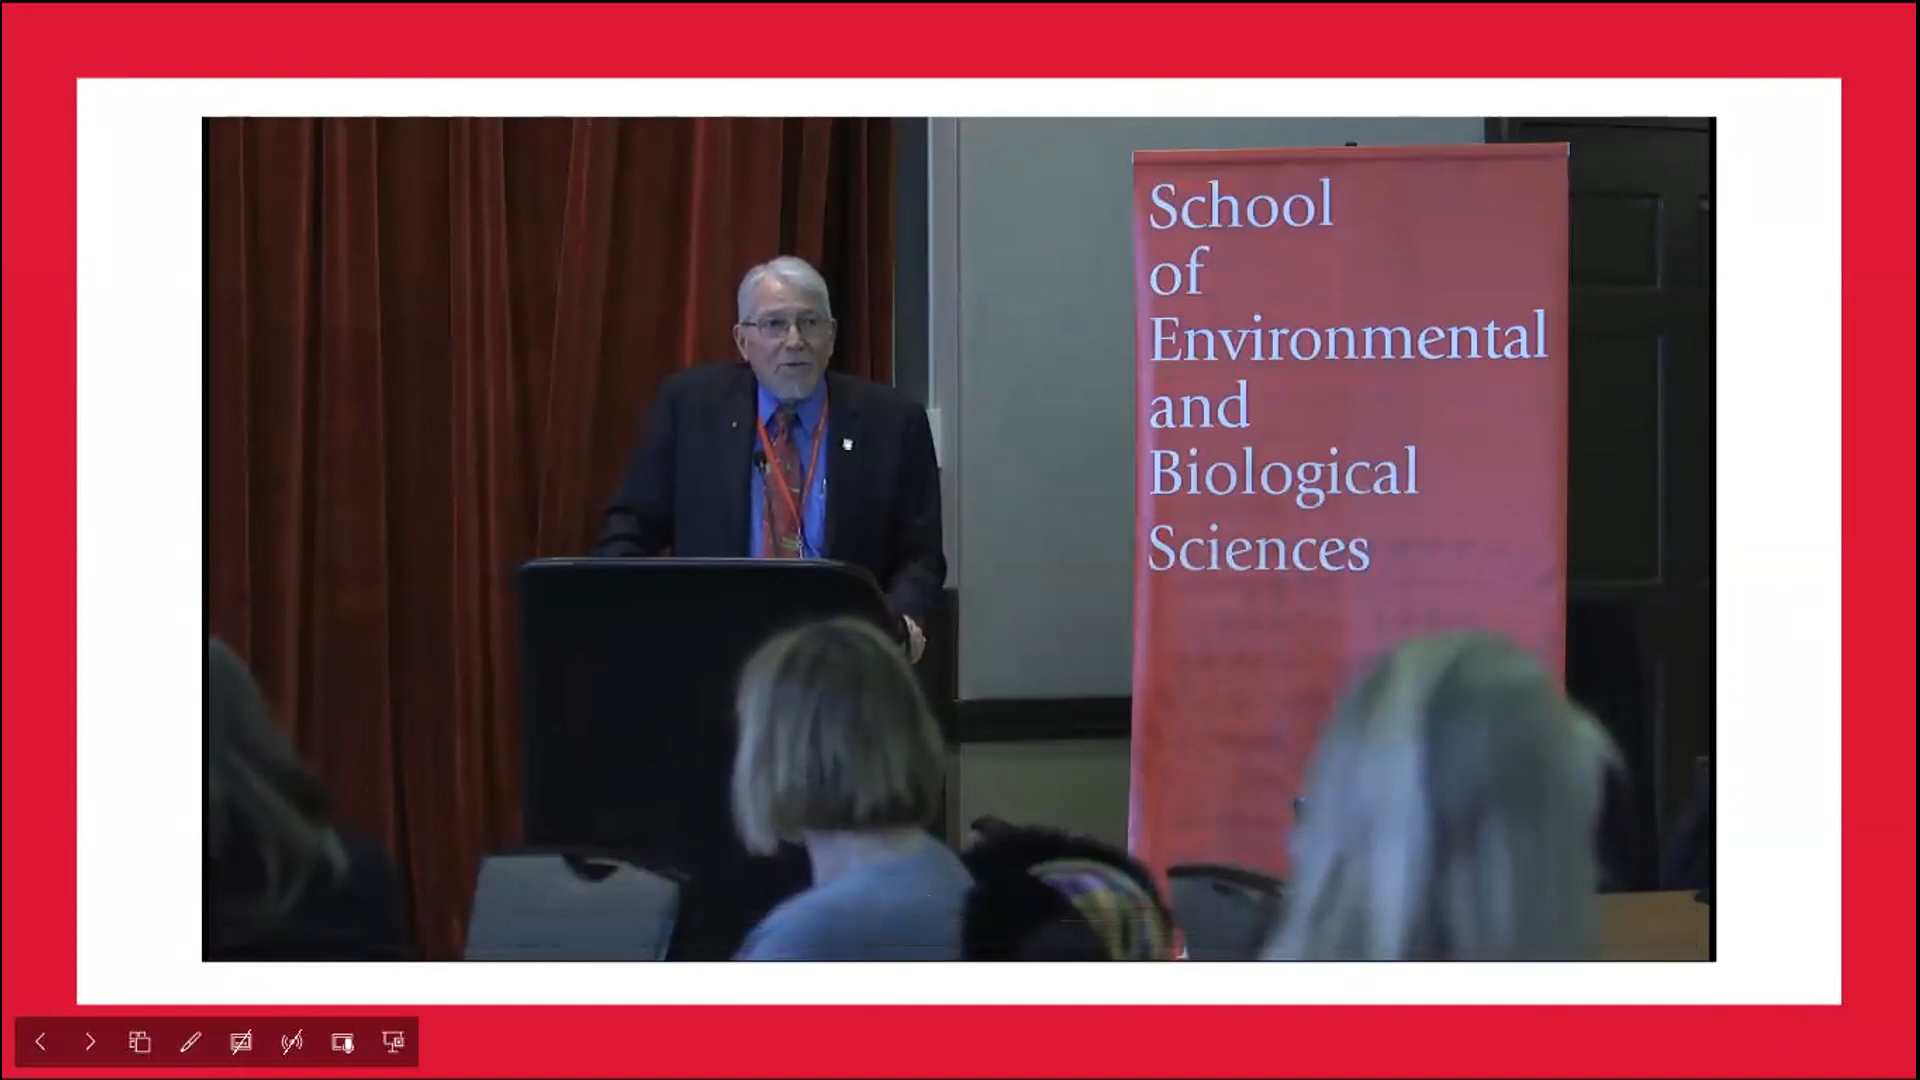 School
of
Environmental
and
Biological
Sciences